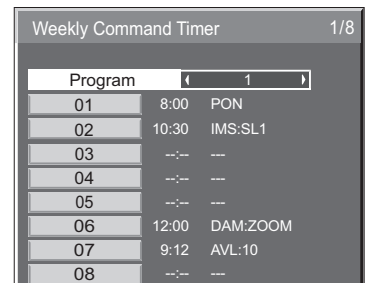 Weekly Command Timer 1/8
Program 1
01 8:00 PON
02 10:30 IMS:SL1
03 --:-- ---
04 --:-- ---
05 --:-- ---
06 12:00 DAM:ZOOM
07 9:12 AVL:10
08 --:-- ---